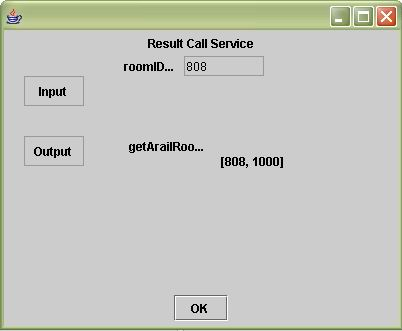 Result Call Service
roomID... 808
Input
Output
getArailRoo...
[808, 1000]
OK